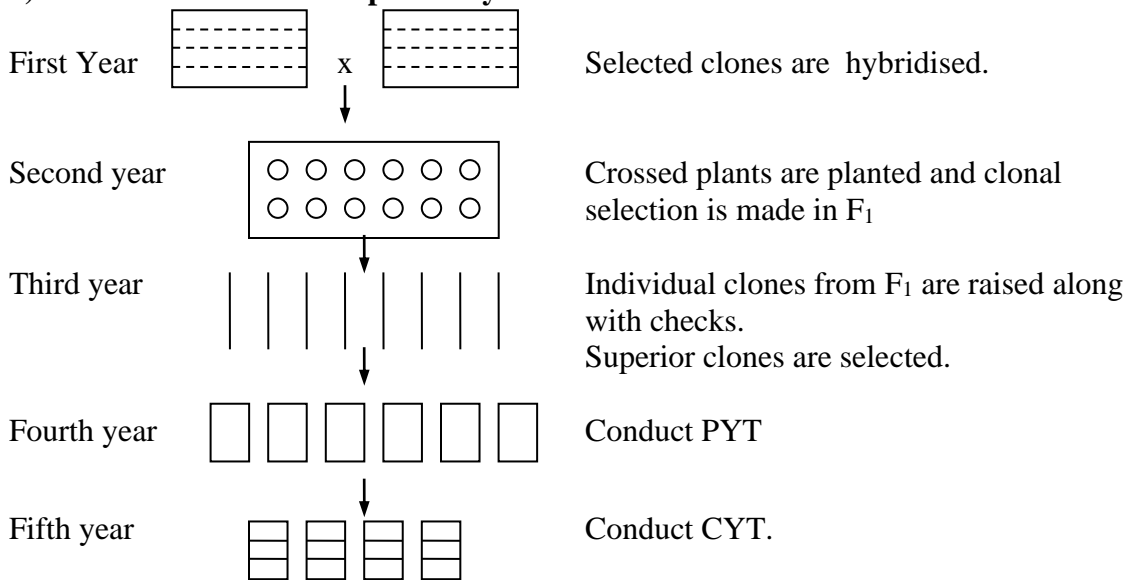 First Year x Selected clones are hybridised.
Second year Crossed plants are planted and clonal
selection is made in F₁
Third year Individual clones from F₁ are raised along
with checks.
Superior clones are selected.
Fourth year Conduct PYT
Fifth year Conduct CYT.